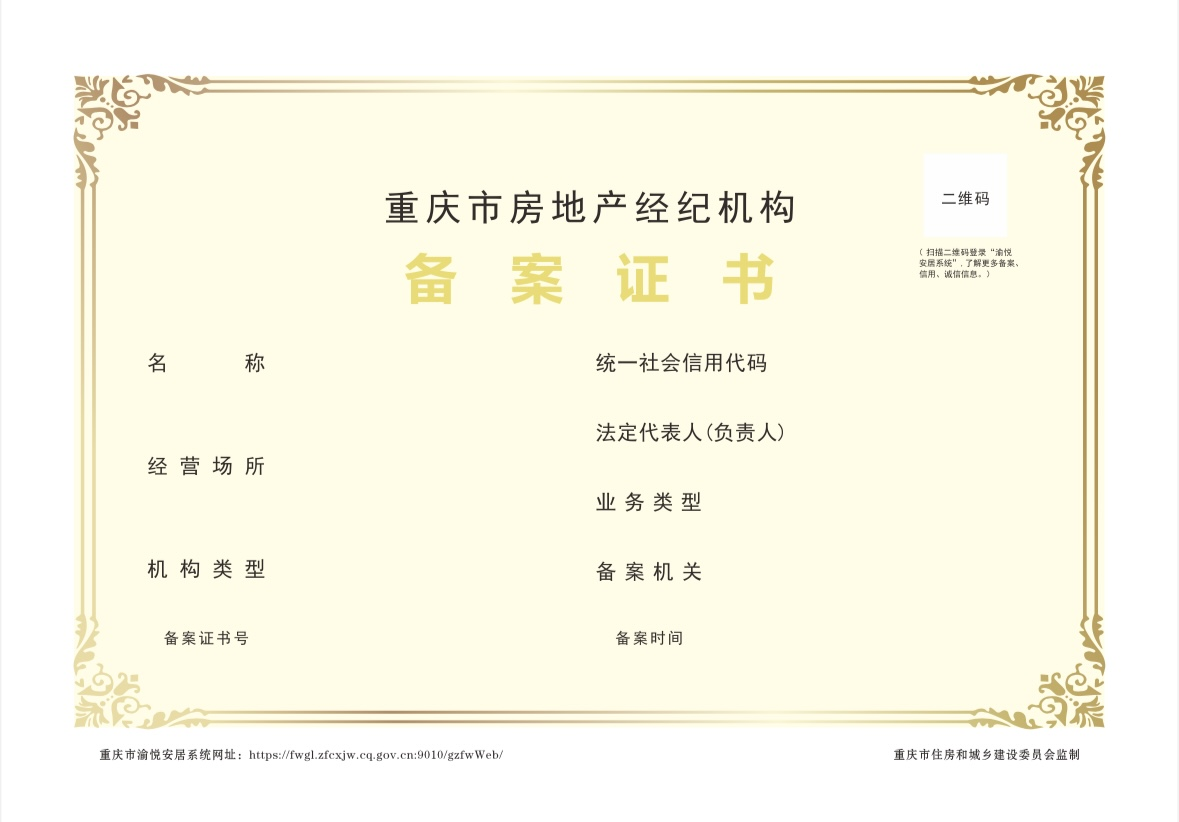 重庆市房地产经纪机构
二维码
备案证书
（扫描二维码登录“渝悦
安居系统”，了解更多备案、
信用、诚信信息。）
名称
统一社会信用代码
法定代表人(负责人)
经营场所
业务类型
机构类型
备案机关
备案证书号
备案时间
重庆市渝悦安居系统网址：https://fwgl.zfcxjw.cq.gov.cn:9010/gzfwWeb/
重庆市住房和城乡建设委员会监制